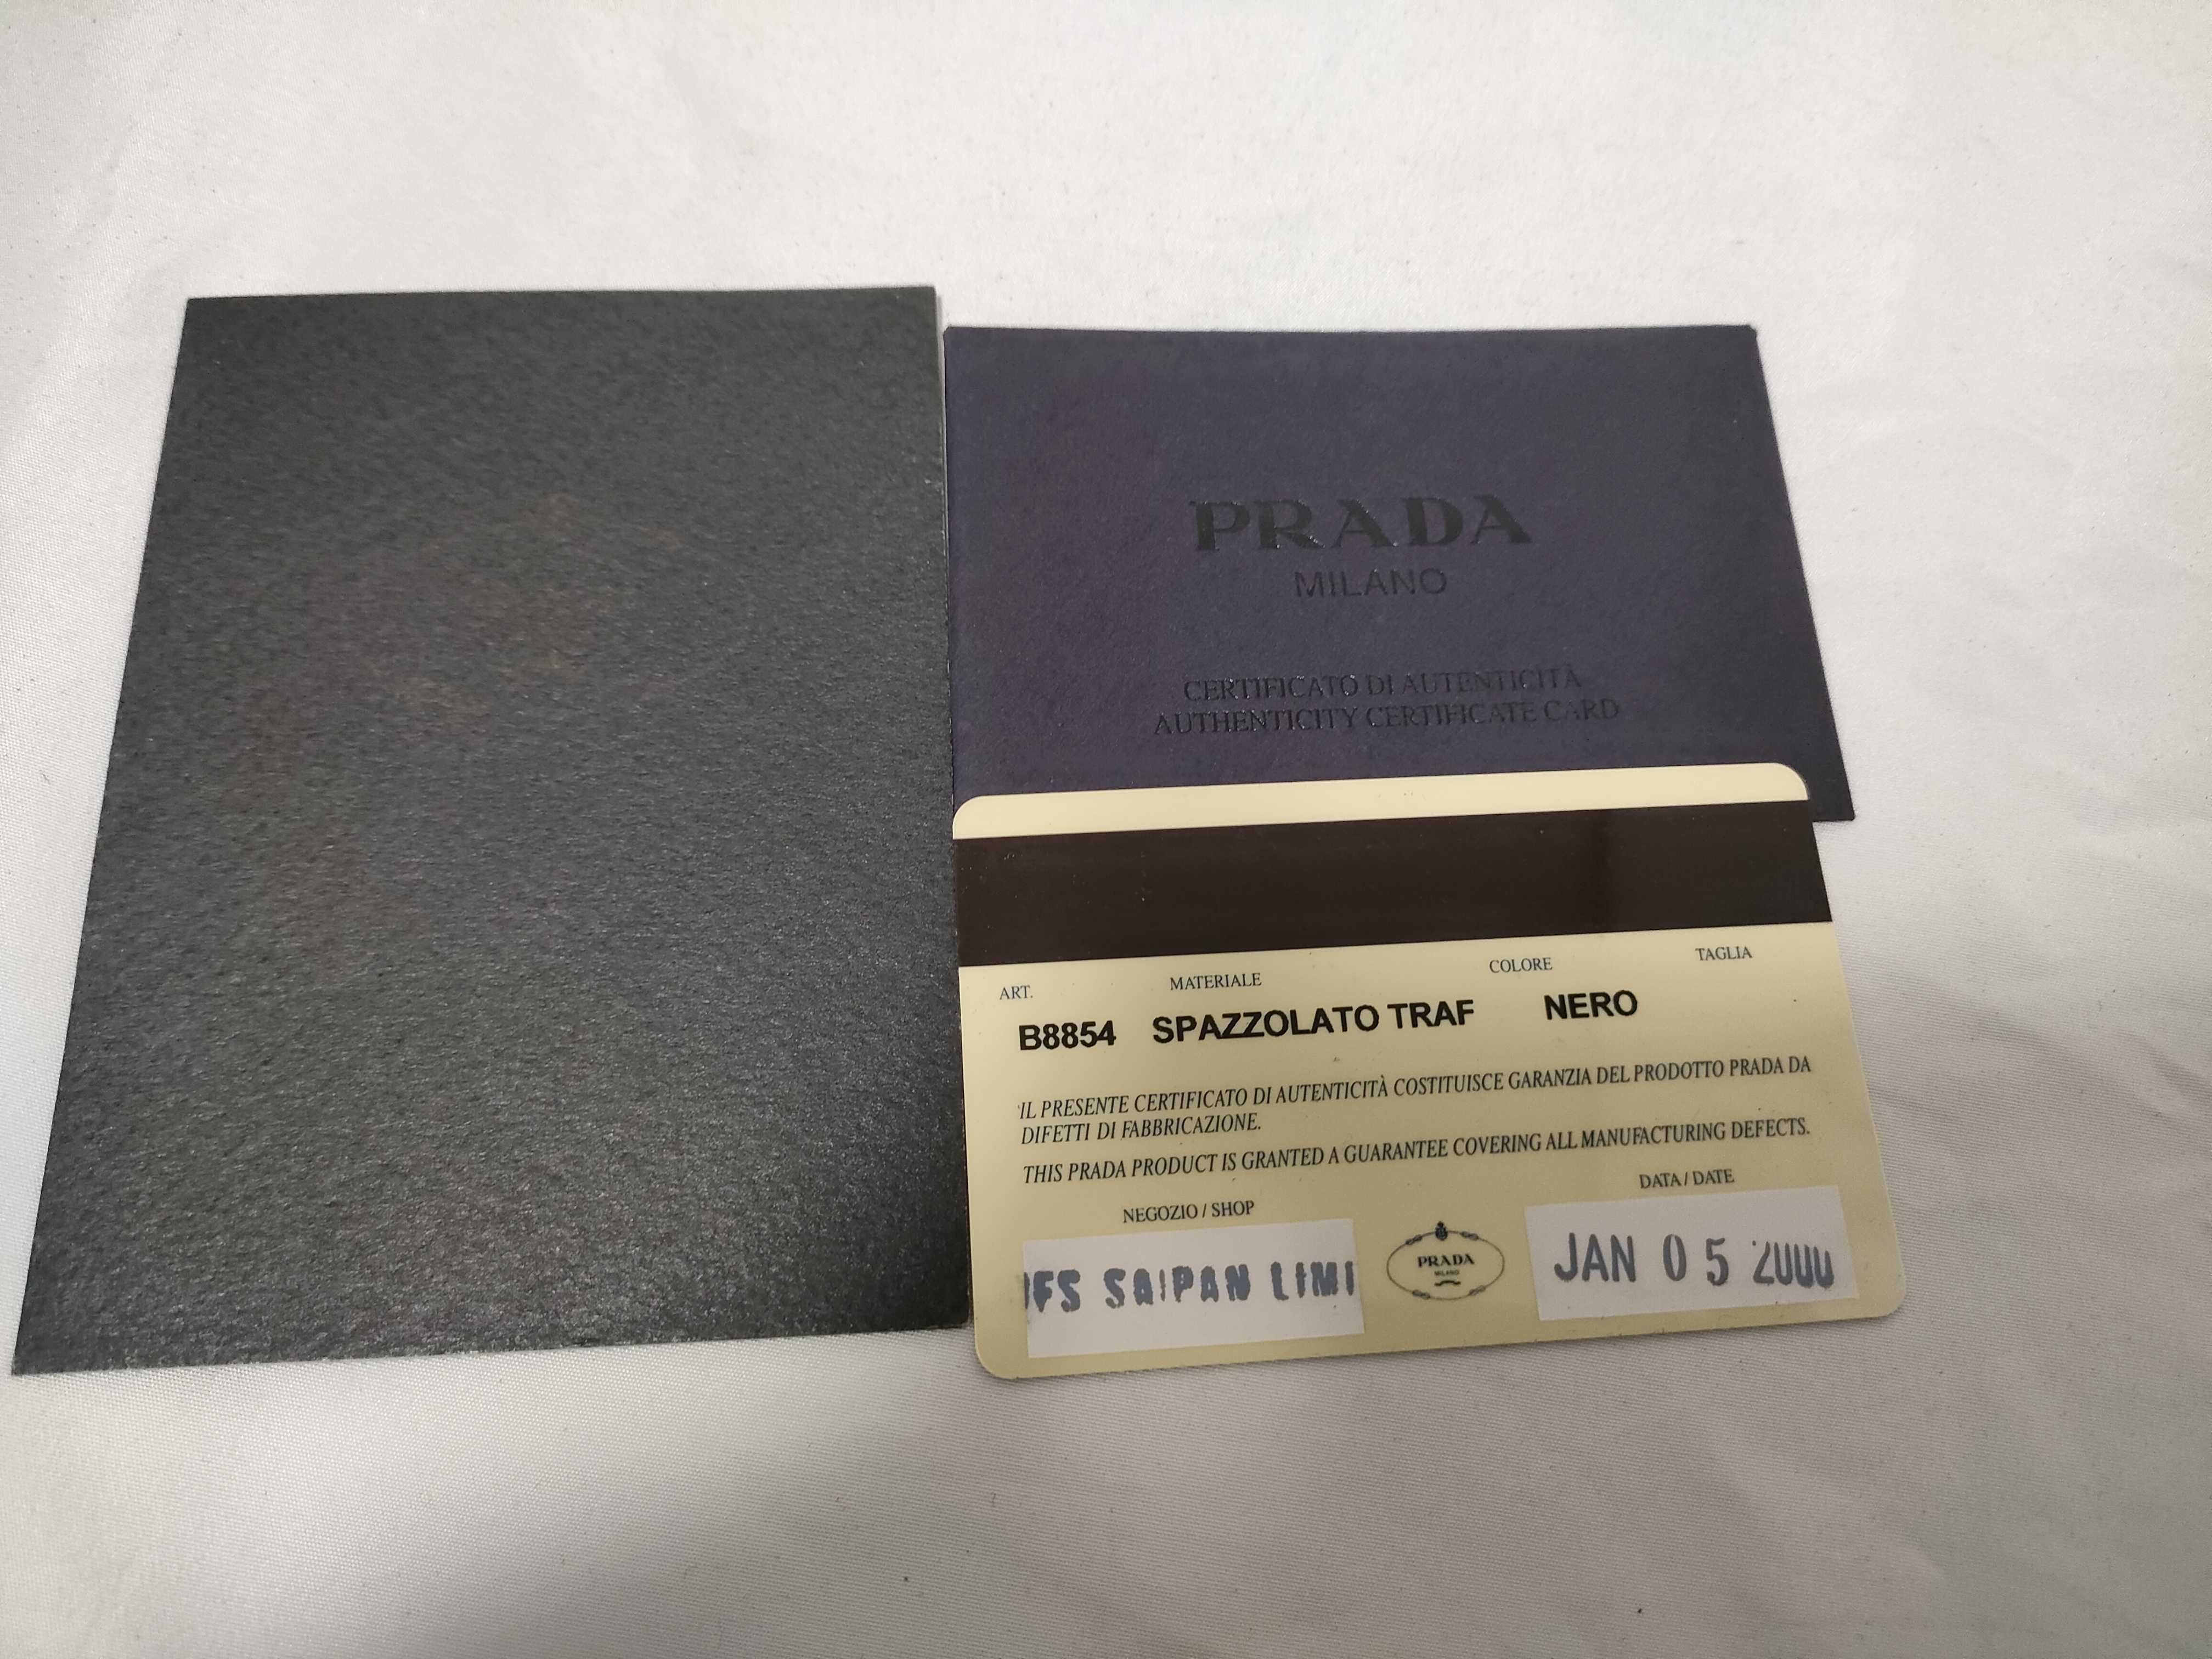 PRADA
MILANO
CERTIFICATO DI AUTENTICITÀ
AUTHENTICITY CERTIFICATE CARD
ART. MATERIALE COLORE TAGLIA
B8854 SPAZZOLATO TRAF NERO
IL PRESENTE CERTIFICATO DI AUTENTICITÀ COSTITUISCE GARANZIA DEL PRODOTTO PRADA DA
DIFETTI DI FABBRICAZIONE.
THIS PRADA PRODUCT IS GRANTED A GUARANTEE COVERING ALL MANUFACTURING DEFECTS.
NEGOZIO / SHOP DATA / DATE
DFS SAIPAN LIMI
PRADA
MILANO
JAN 05 2000